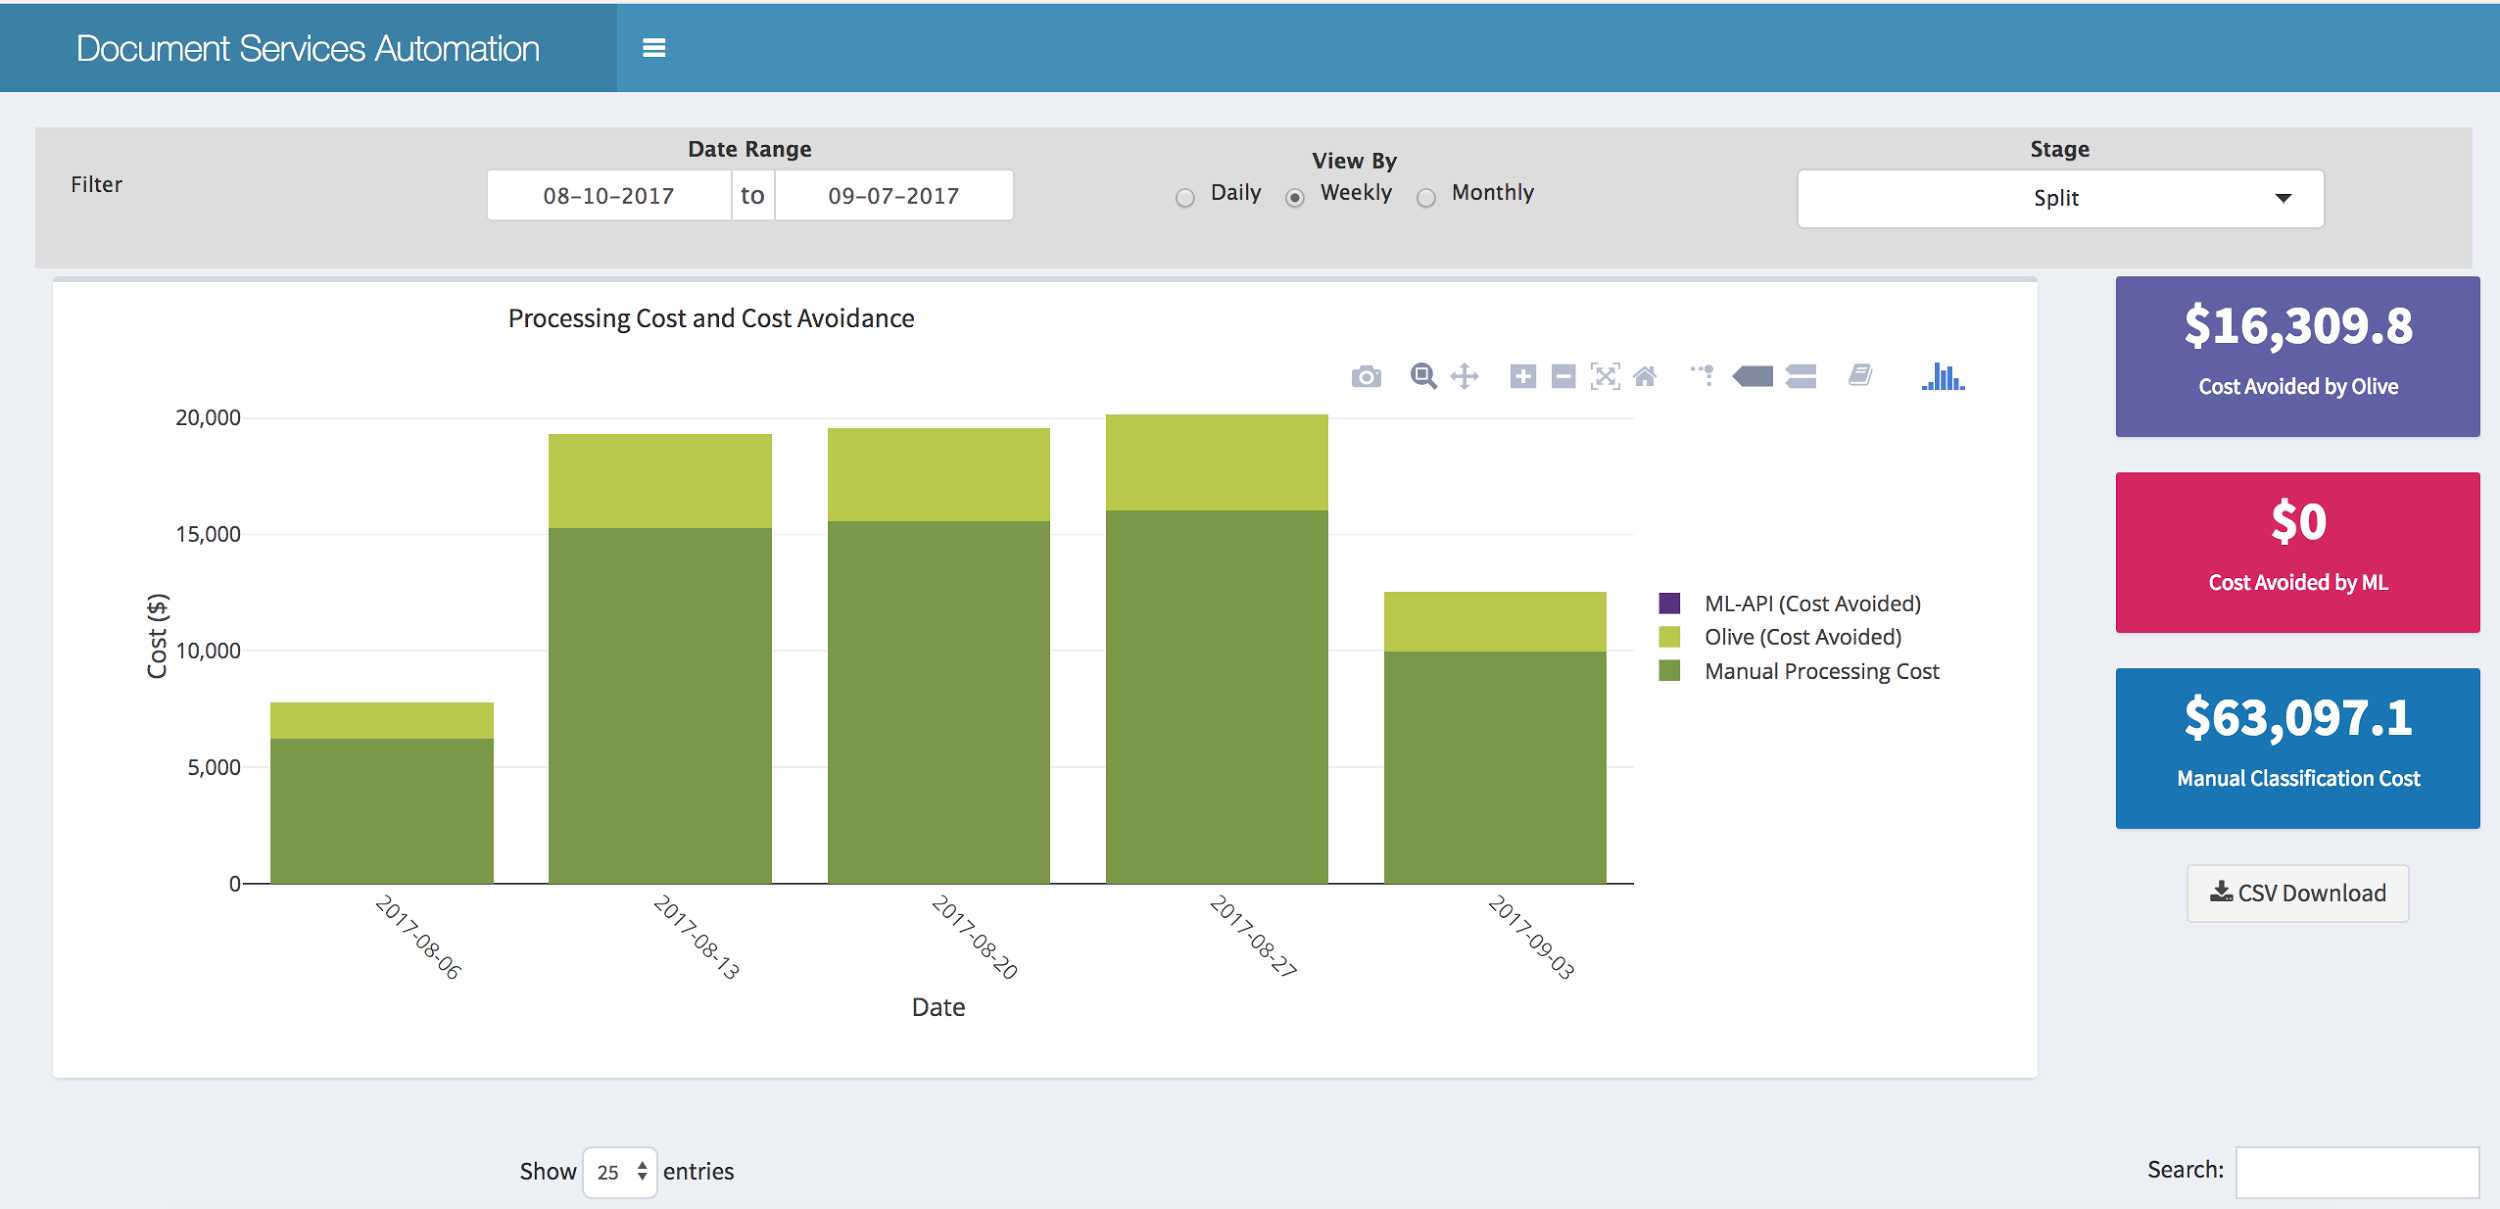 Document Services Automation
Filter
Date Range
08-10-2017 to 09-07-2017
View By
Daily Weekly Monthly
Stage
Split
Processing Cost and Cost Avoidance
20,000
15,000
10,000
5,000
0
Cost ($)
2017-08-06
2017-08-13
2017-08-20
2017-08-27
2017-09-03
Date
ML-API (Cost Avoided)
Olive (Cost Avoided)
Manual Processing Cost
$16,309.8
Cost Avoided by Olive
$0
Cost Avoided by ML
$63,097.1
Manual Classification Cost
CSV Download
Show 25 entries
Search: